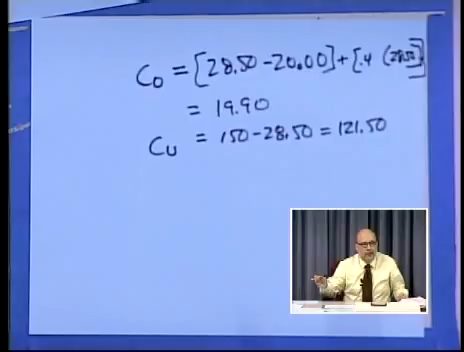 Co = [28.50 - 20.00] + [.4 (28.50)]
= 19.90
Cu = 150 - 28.50 = 121.50